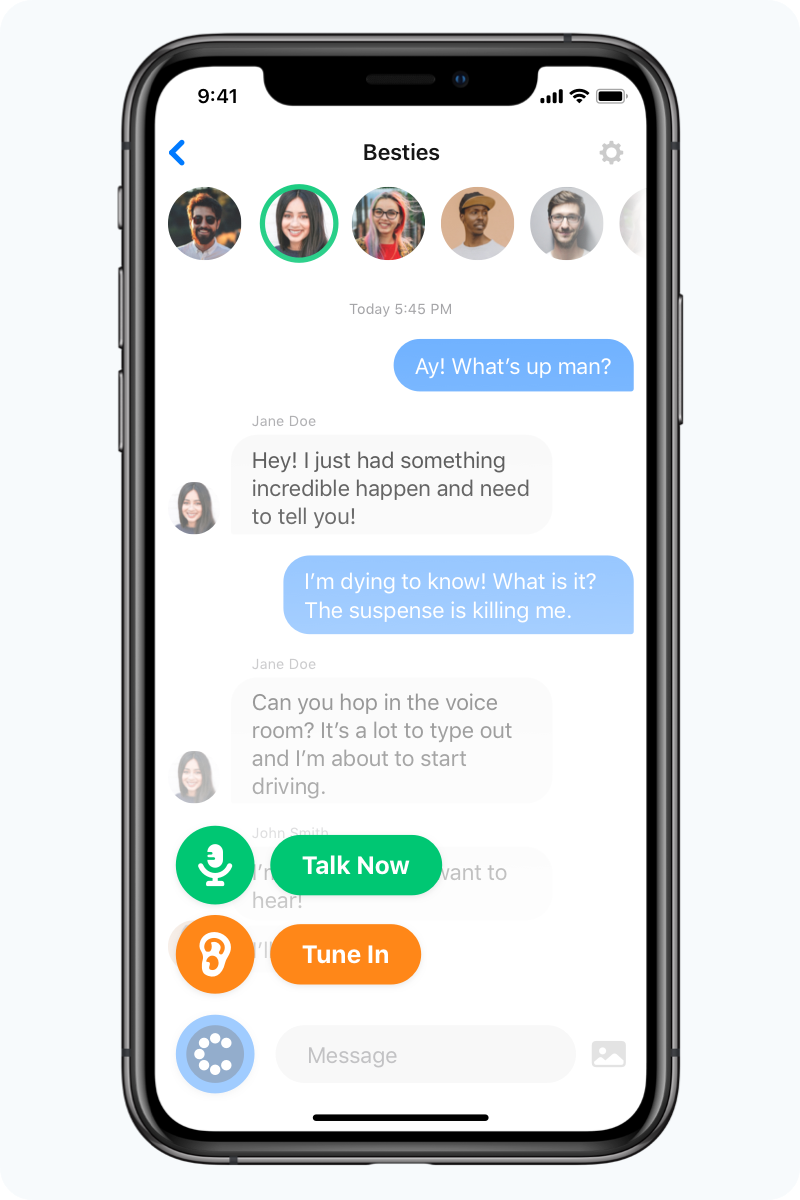 9:41
Besties
Today 5:45 PM
Ay! What’s up man?
Jane Doe
Hey! I just had something
incredible happen and need
to tell you!
I’m dying to know! What is it?
The suspense is killing me.
Jane Doe
Can you hop in the voice
room? It’s a lot to type out
and I’m about to start
driving.
John Smith
want to
hear!
Talk Now
Tune In
Message